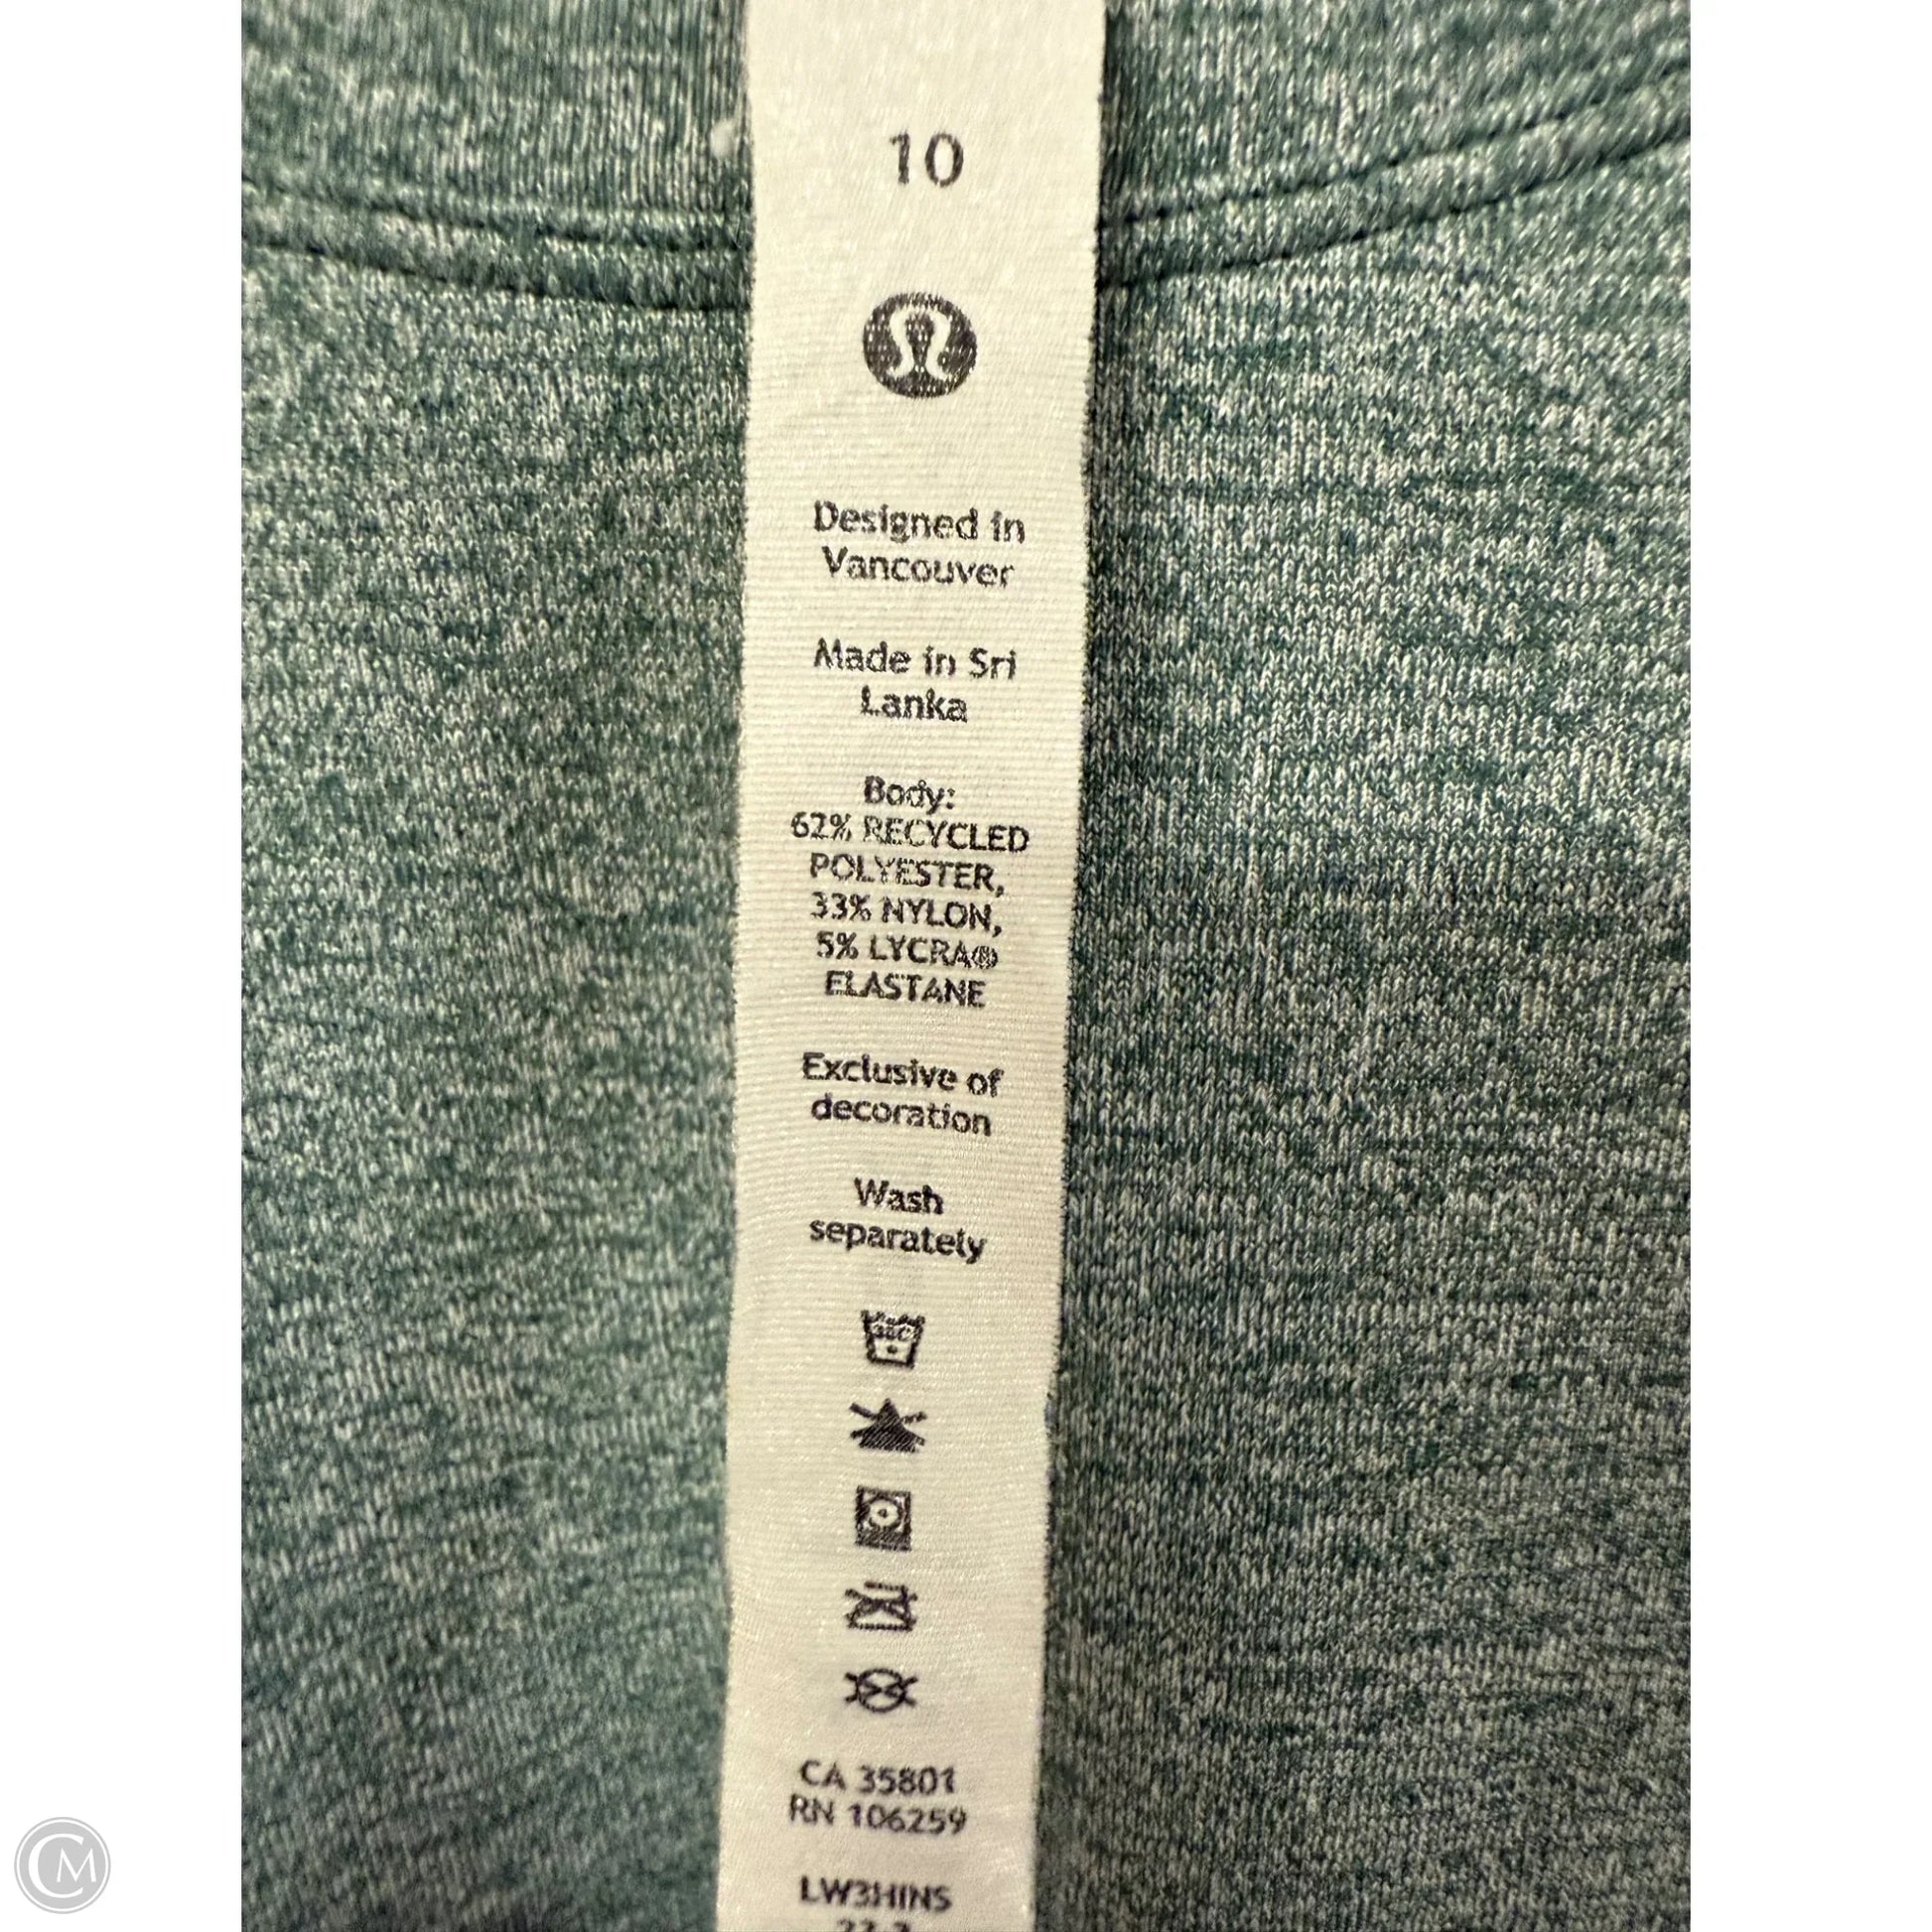 10
Designed in
Vancouver
Made in Sri
Lanka
Body:
62% RECYCLED
POLYESTER,
33% NYLON,
5% LYCRA®
ELASTANE
Exclusive of
decoration
Wash
separately
CA 35801
RN 106259
LW3HINS
CM